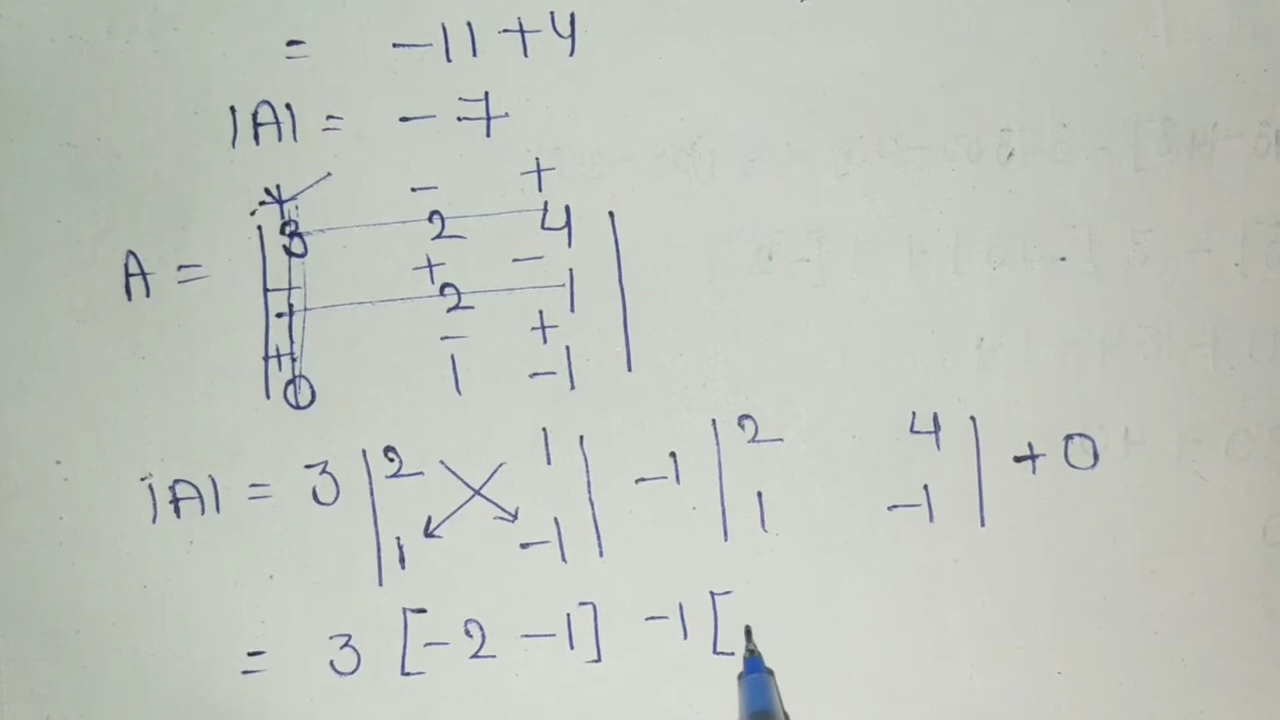 = -11 + 4
|A| = -7
+ - +
3 2 4
+ -
A = 2 1
+ - +
0 1 -1
|A| = 3 | 2 1 | -1 | 2 4 | + 0
1 -1 1 -1
= 3 [-2 -1] -1 [